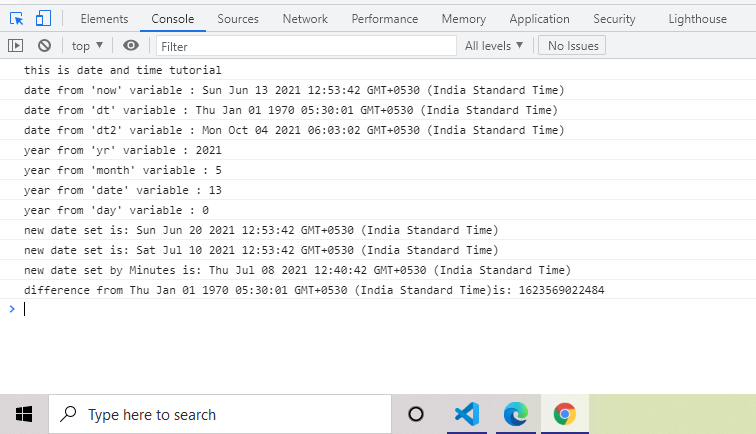 Elements Console Sources Network Performance Memory Application Security Lighthouse
top ▼ Filter All levels ▼ No Issues
this is date and time tutorial
date from 'now' variable : Sun Jun 13 2021 12:53:42 GMT+0530 (India Standard Time)
date from 'dt' variable : Thu Jan 01 1970 05:30:01 GMT+0530 (India Standard Time)
date from 'dt2' variable : Mon Oct 04 2021 06:03:02 GMT+0530 (India Standard Time)
year from 'yr' variable : 2021
year from 'month' variable : 5
year from 'date' variable : 13
year from 'day' variable : 0
new date set is: Sun Jun 20 2021 12:53:42 GMT+0530 (India Standard Time)
new date set is: Sat Jul 10 2021 12:53:42 GMT+0530 (India Standard Time)
new date set by Minutes is: Thu Jul 08 2021 12:40:42 GMT+0530 (India Standard Time)
difference from Thu Jan 01 1970 05:30:01 GMT+0530 (India Standard Time)is: 1623569022484
>
Type here to search